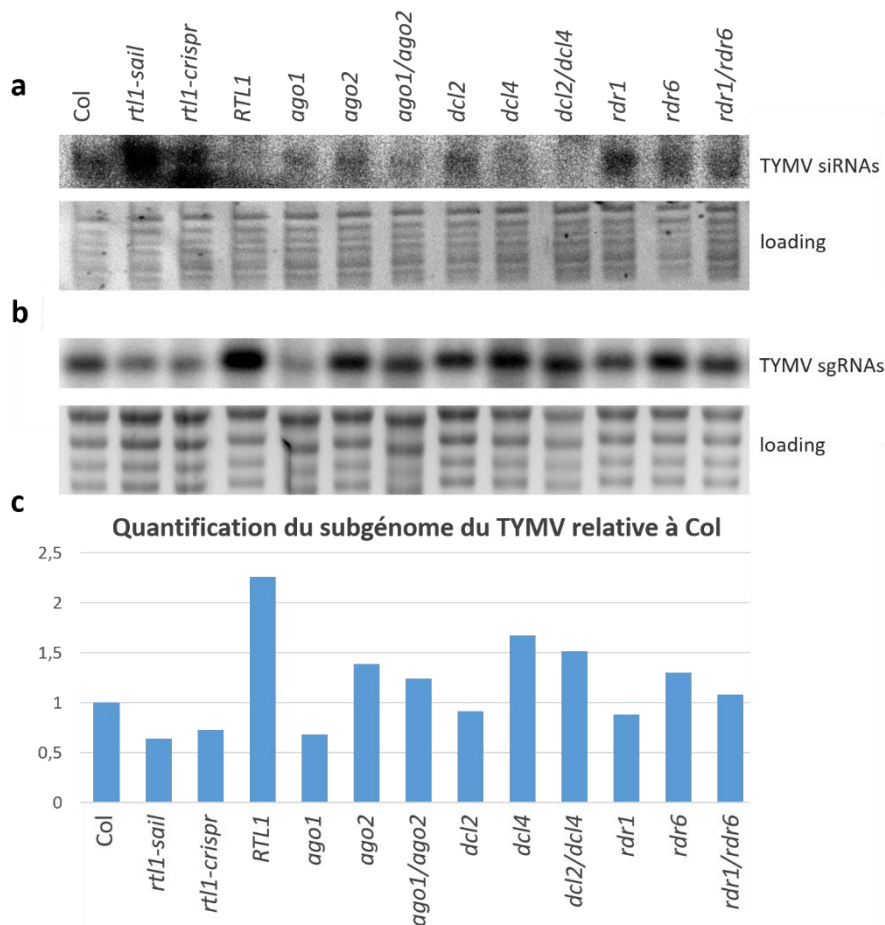 a
Col rtl1-sail rtl1-crispr RTL1 ago1 ago2 ago1/ago2 dcl2 dcl4 dcl2/dcl4 rdr1 rdr6 rdr1/rdr6
TYMV siRNAs
loading
b
TYMV sgRNAs
loading
c
Quantification du subgénome du TYMV relative à Col
2,5
2
1,5
1
0,5
0
Col rtl1-sail rtl1-crispr RTL1 ago1 ago2 ago1/ago2 dcl2 dcl4 dcl2/dcl4 rdr1 rdr6 rdr1/rdr6